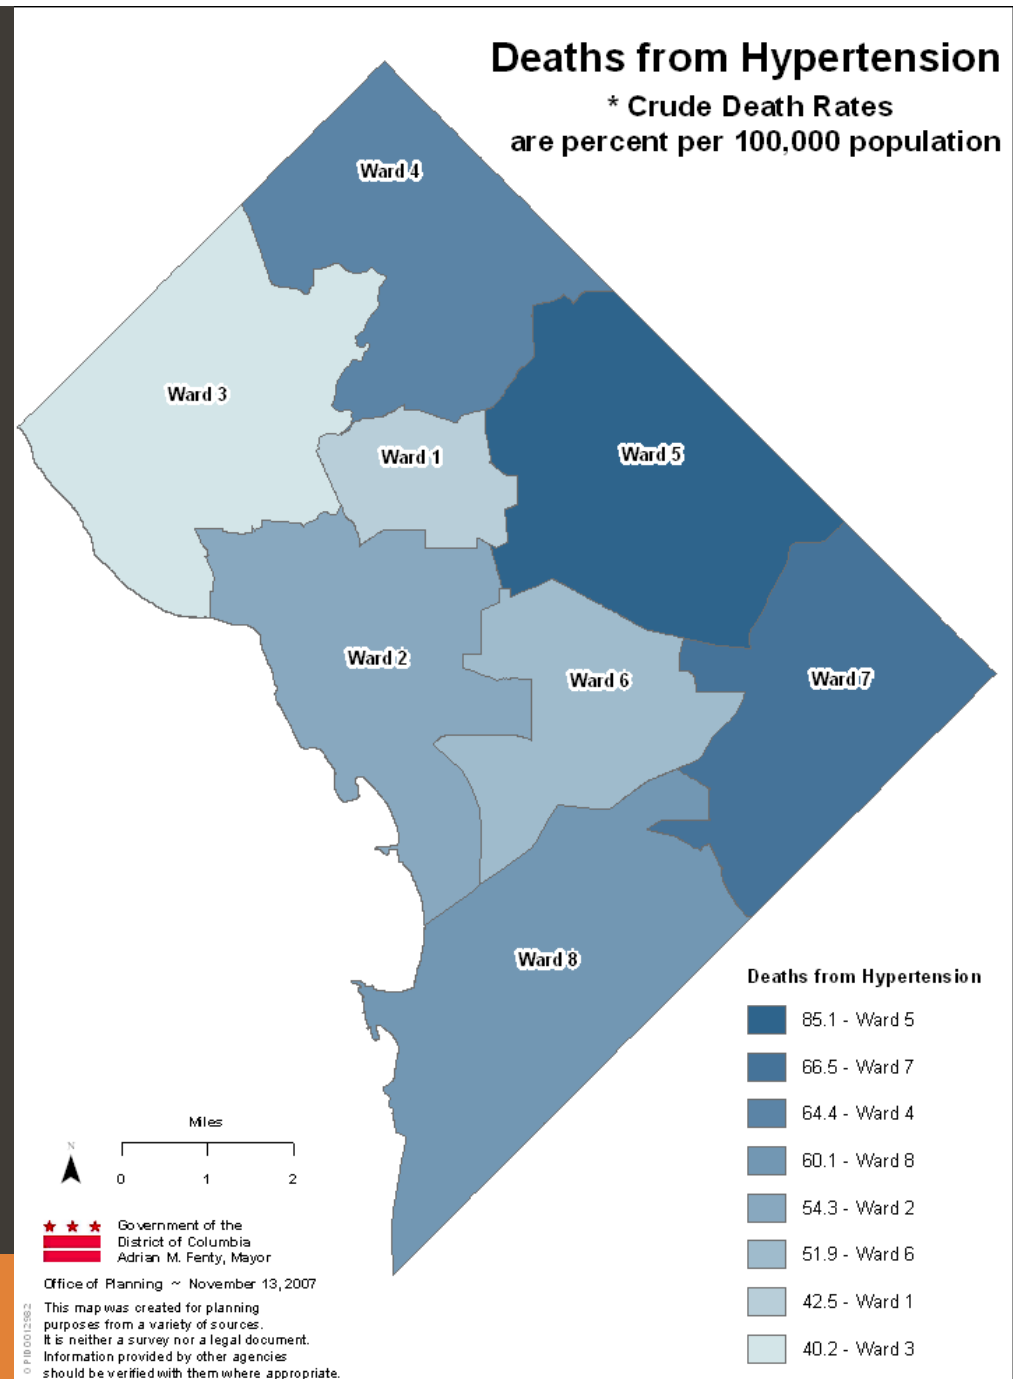 Deaths from Hypertension
* Crude Death Rates
are percent per 100,000 population
Ward 4
Ward 3
Ward 1
Ward 5
Ward 2
Ward 6
Ward 7
Ward 8
Deaths from Hypertension
85.1 - Ward 5
66.5 - Ward 7
64.4 - Ward 4
60.1 - Ward 8
54.3 - Ward 2
51.9 - Ward 6
42.5 - Ward 1
40.2 - Ward 3
Miles
N
0 1 2
Government of the
District of Columbia
Adrian M. Fenty, Mayor
Office of Planning ~ November 13, 2007
This map was created for planning
purposes from a variety of sources.
It is neither a survey nor a legal document.
Information provided by other agencies
should be verified with them where appropriate.